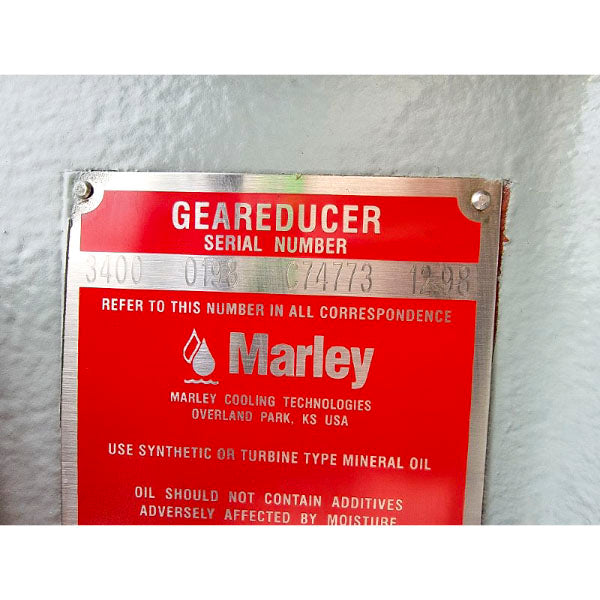 GEAREDUCER
SERIAL NUMBER
3400 0198 C74773 12.98
REFER TO THIS NUMBER IN ALL CORRESPONDENCE
Marley
MARLEY COOLING TECHNOLOGIES
OVERLAND PARK, KS USA
USE SYNTHETIC OR TURBINE TYPE MINERAL OIL
OIL SHOULD NOT CONTAIN ADDITIVES
ADVERSELY AFFECTED BY MOISTURE